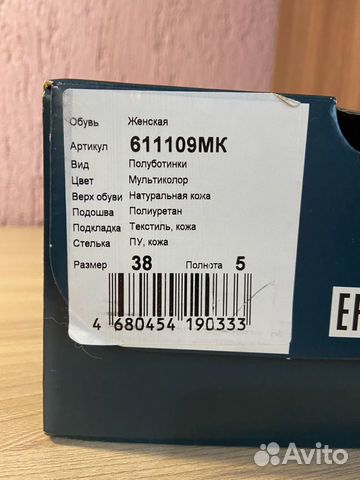 Обувь Женская
Артикул 611109МК
Вид Полуботинки
Цвет Мультиколор
Верх обуви Натуральная кожа
Подошва Полиуретан
Подкладка Текстиль, кожа
Стелька ПУ, кожа
Размер 38 Полнота 5
4 680454 190333
Avito